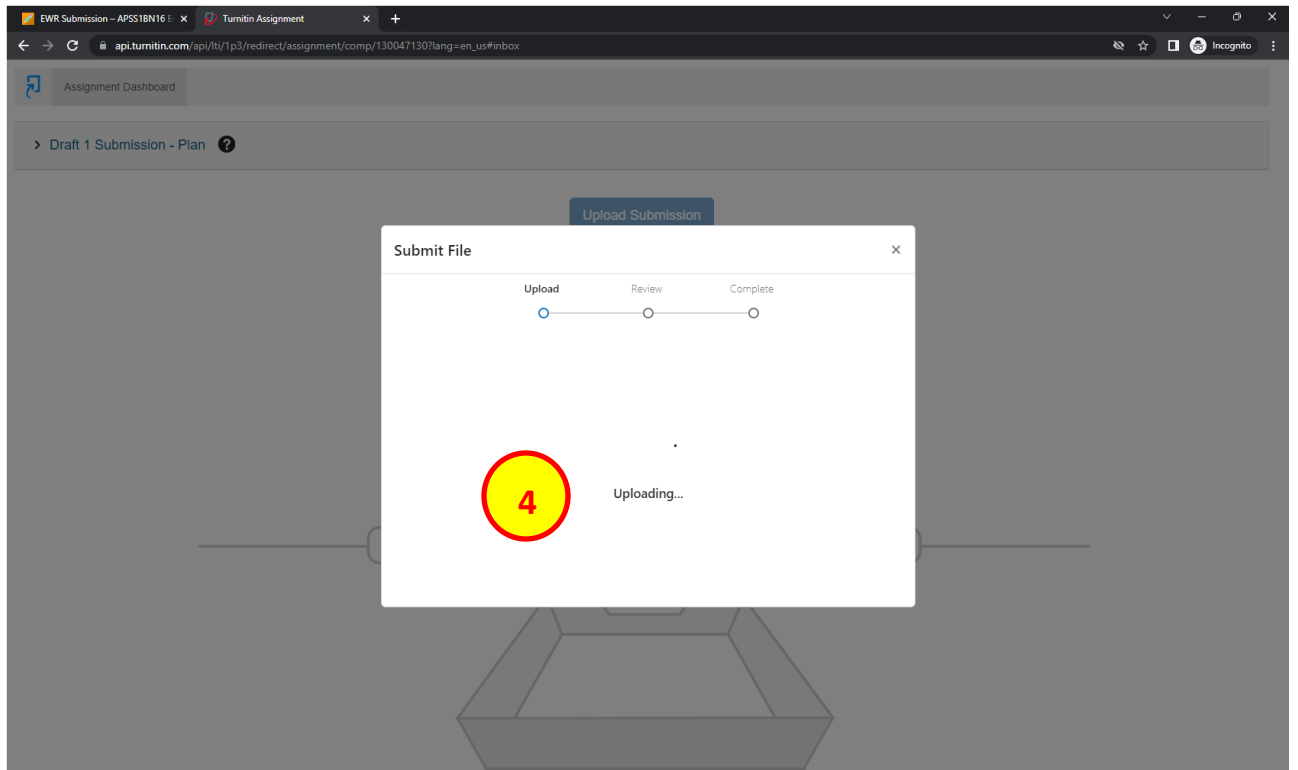 EWR Submission – APSS1BN16 E
Turnitin Assignment
api.turnitin.com/api/lti/1p3/redirect/assignment/comp/130047130?lang=en_us#inbox
Incognito
Assignment Dashboard
Draft 1 Submission - Plan ?
Upload Submission
Submit File
Upload Review Complete
4 Uploading...